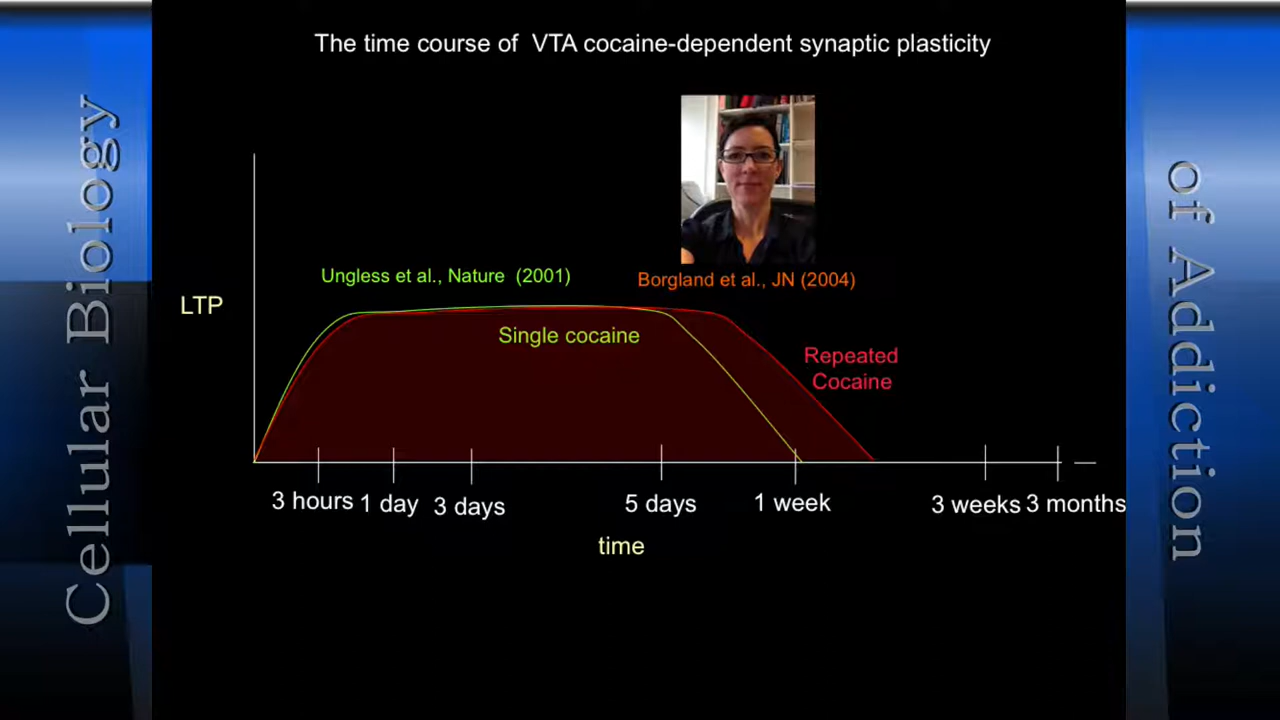 The time course of VTA cocaine-dependent synaptic plasticity
Cellular Biology
of Addiction
Ungless et al., Nature (2001)
Borgland et al., JN (2004)
LTP
Single cocaine
Repeated
Cocaine
3 hours 1 day 3 days 5 days 1 week 3 weeks 3 months
time